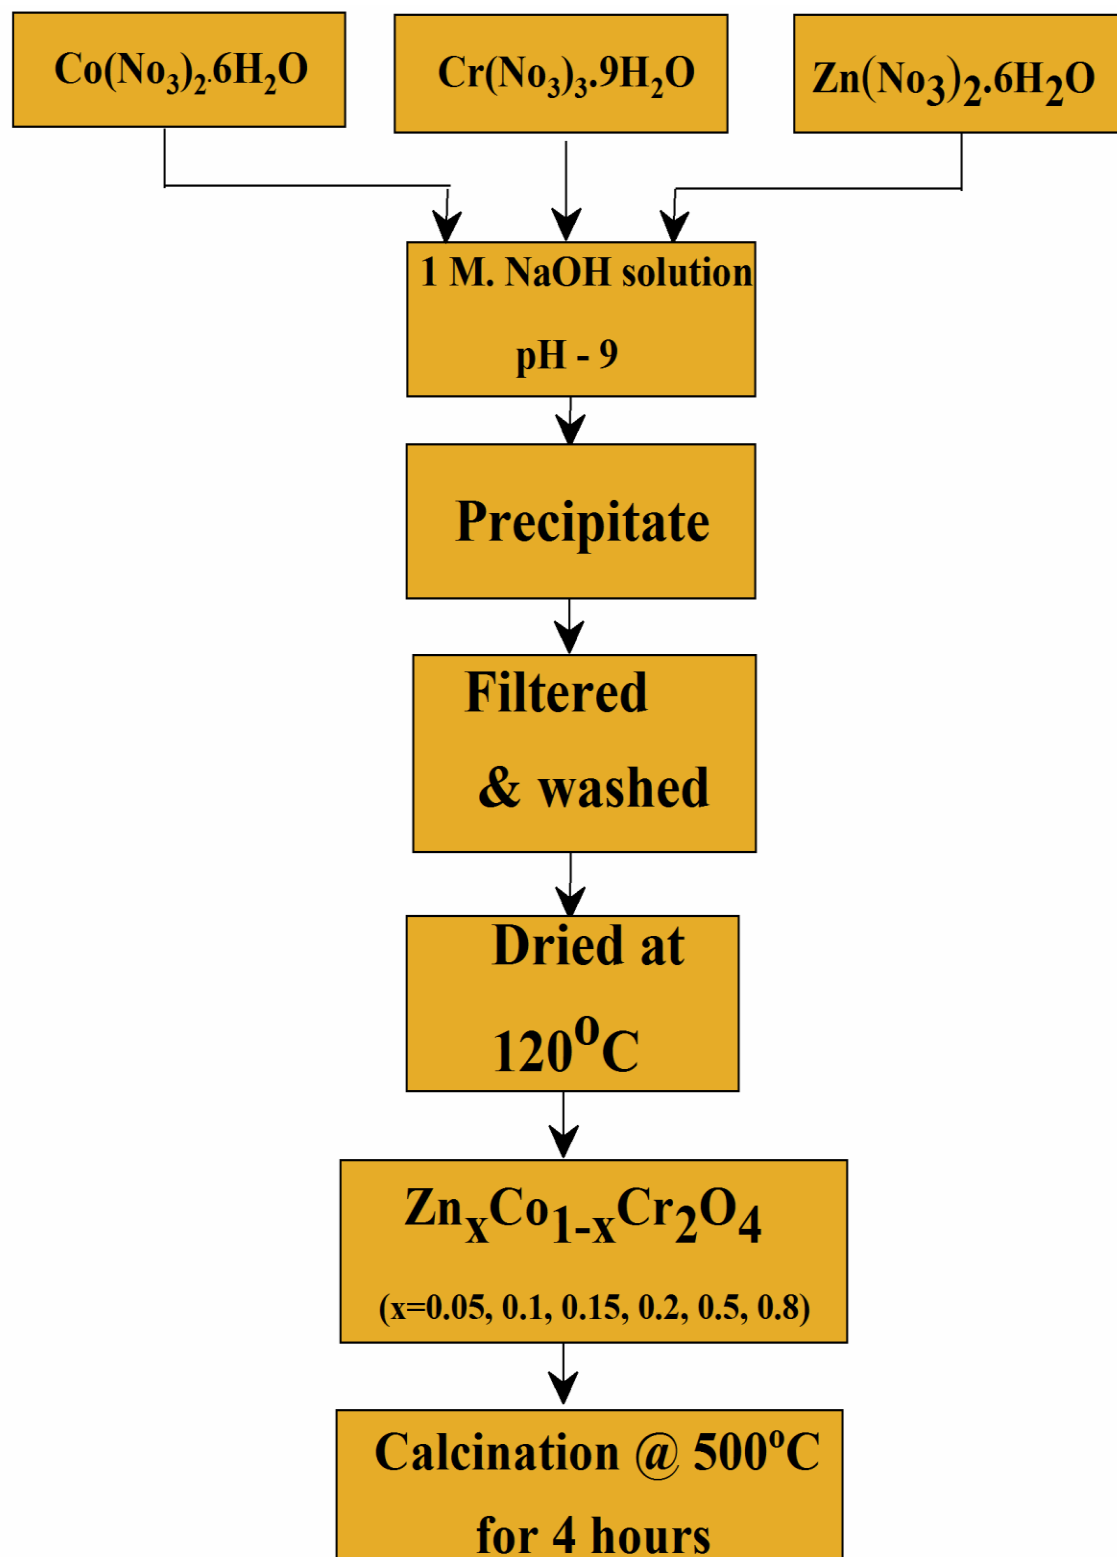 Co(No₃)₂.6H₂O
Cr(No₃)₃.9H₂O
Zn(No₃)₂.6H₂O
1 M. NaOH solution
pH - 9
Precipitate
Filtered
& washed
Dried at
120⁰C
ZnₓCo₁₋ₓCr₂O₄
(x=0.05, 0.1, 0.15, 0.2, 0.5, 0.8)
Calcination @ 500⁰C
for 4 hours